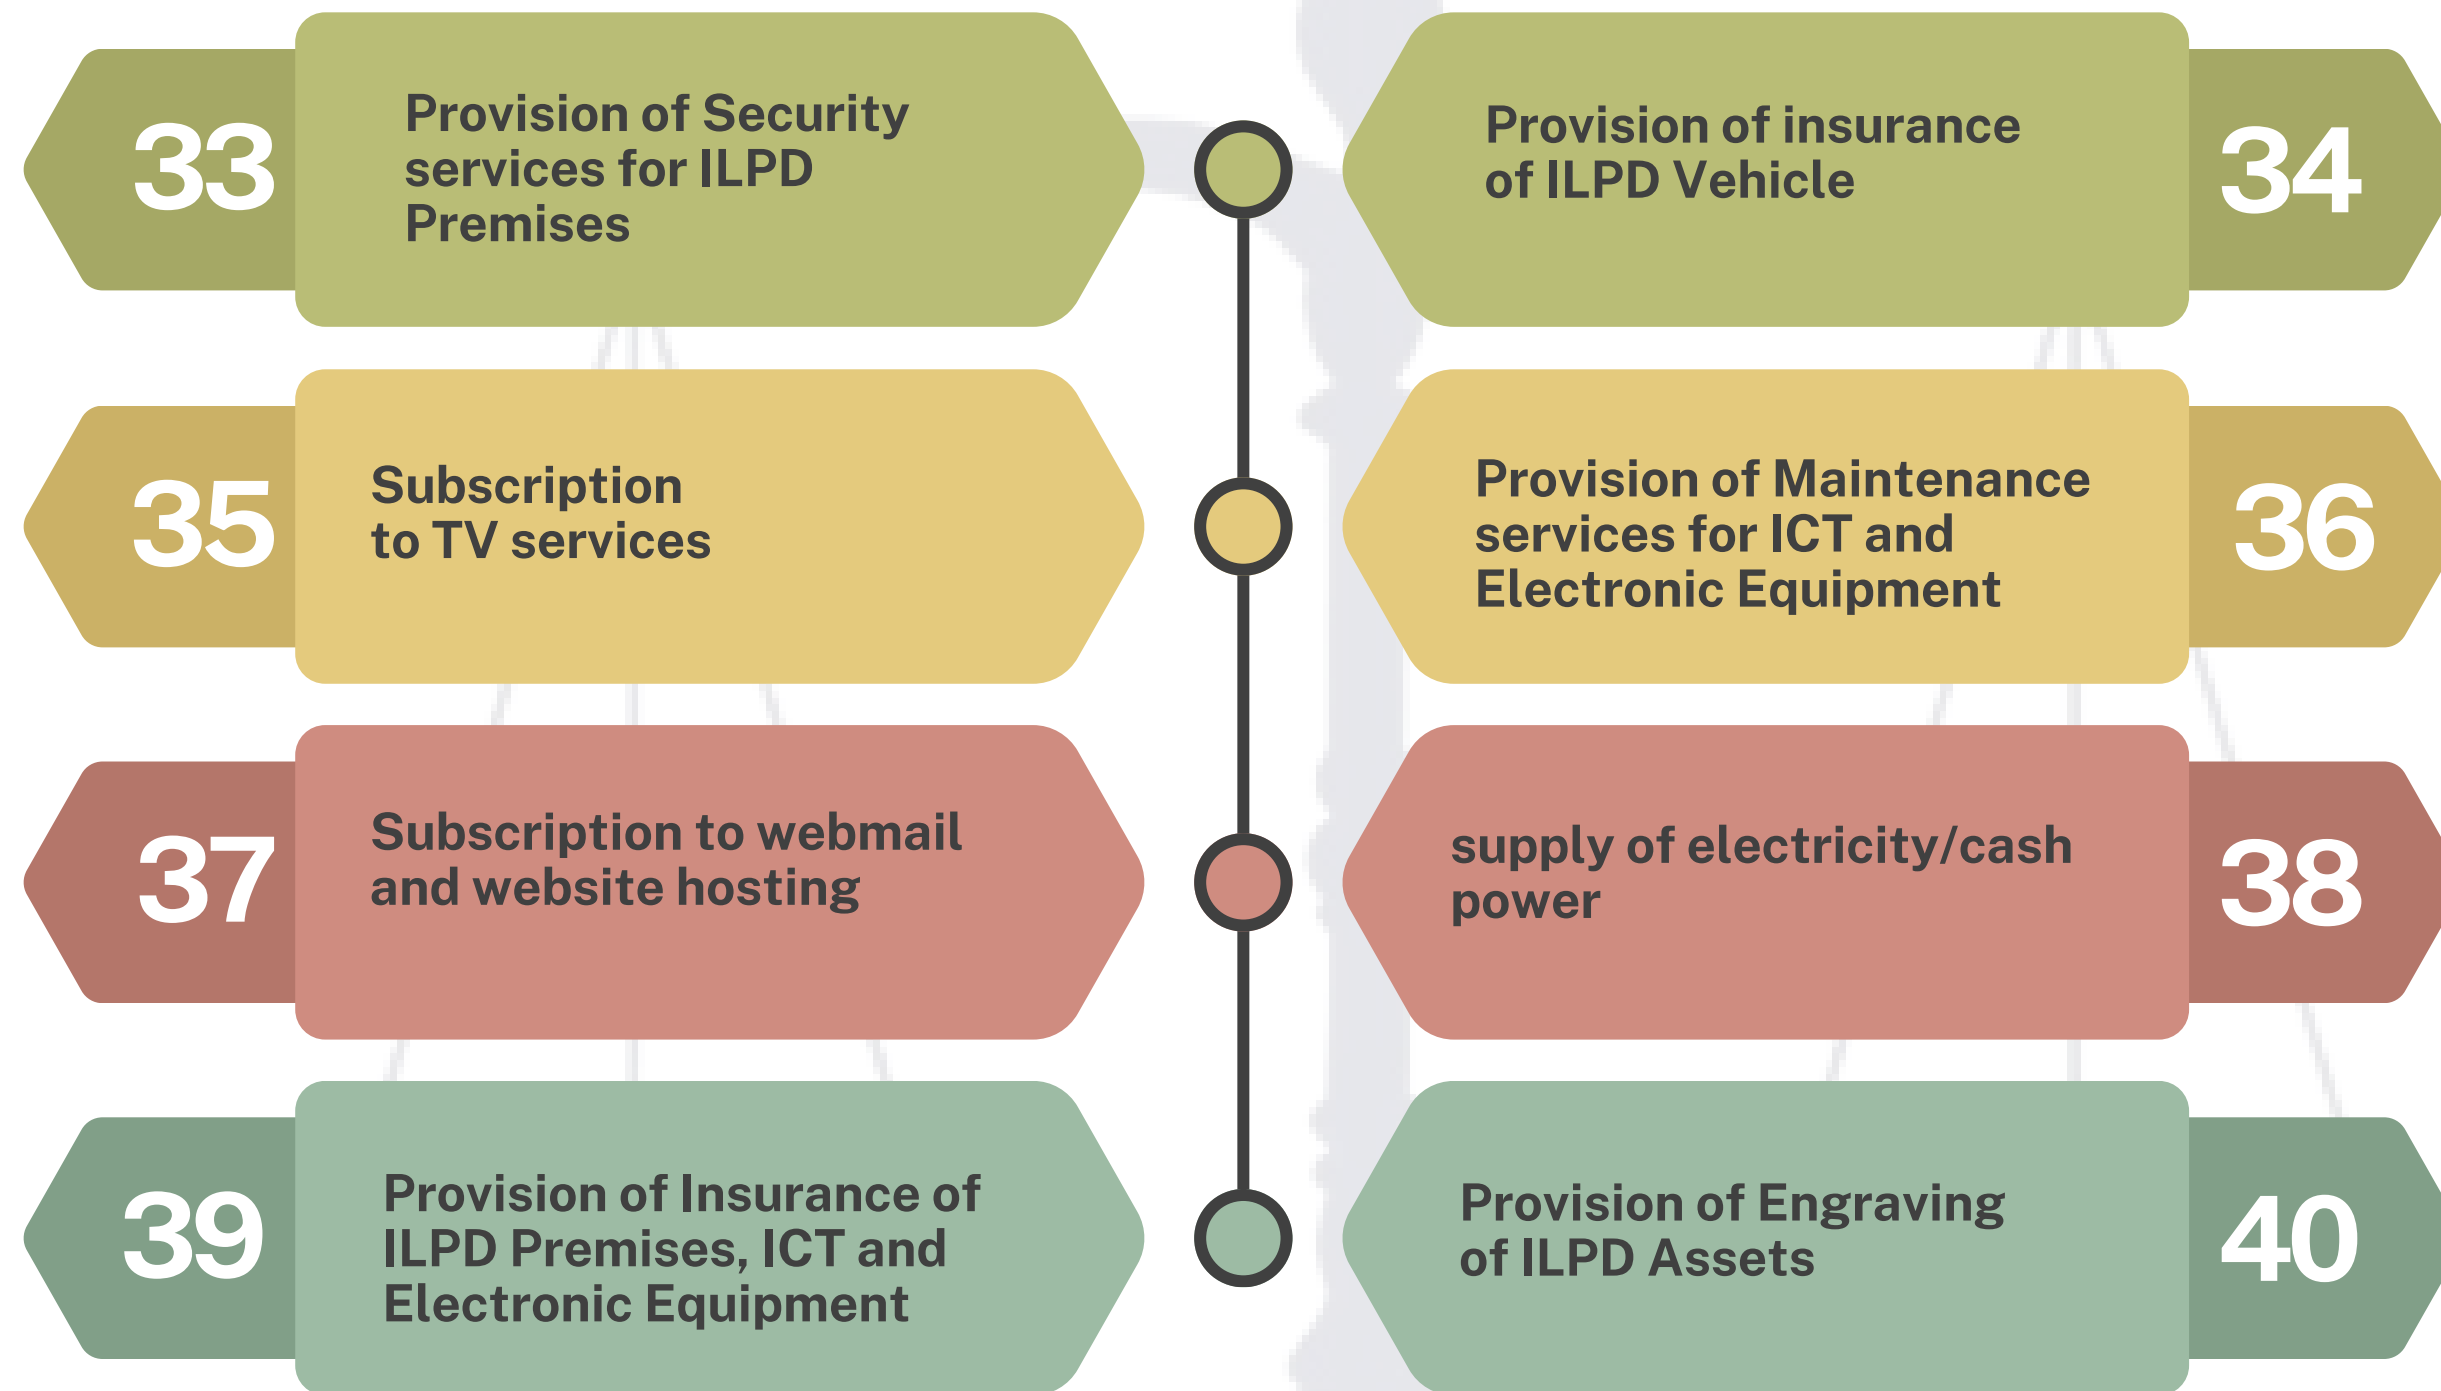 33
Provision of Security
services for ILPD
Premises
Provision of insurance
of ILPD Vehicle
34
35
Subscription
to TV services
Provision of Maintenance
services for ICT and
Electronic Equipment
36
37
Subscription to webmail
and website hosting
supply of electricity/cash
power
38
39
Provision of Insurance of
ILPD Premises, ICT and
Electronic Equipment
Provision of Engraving
of ILPD Assets
40